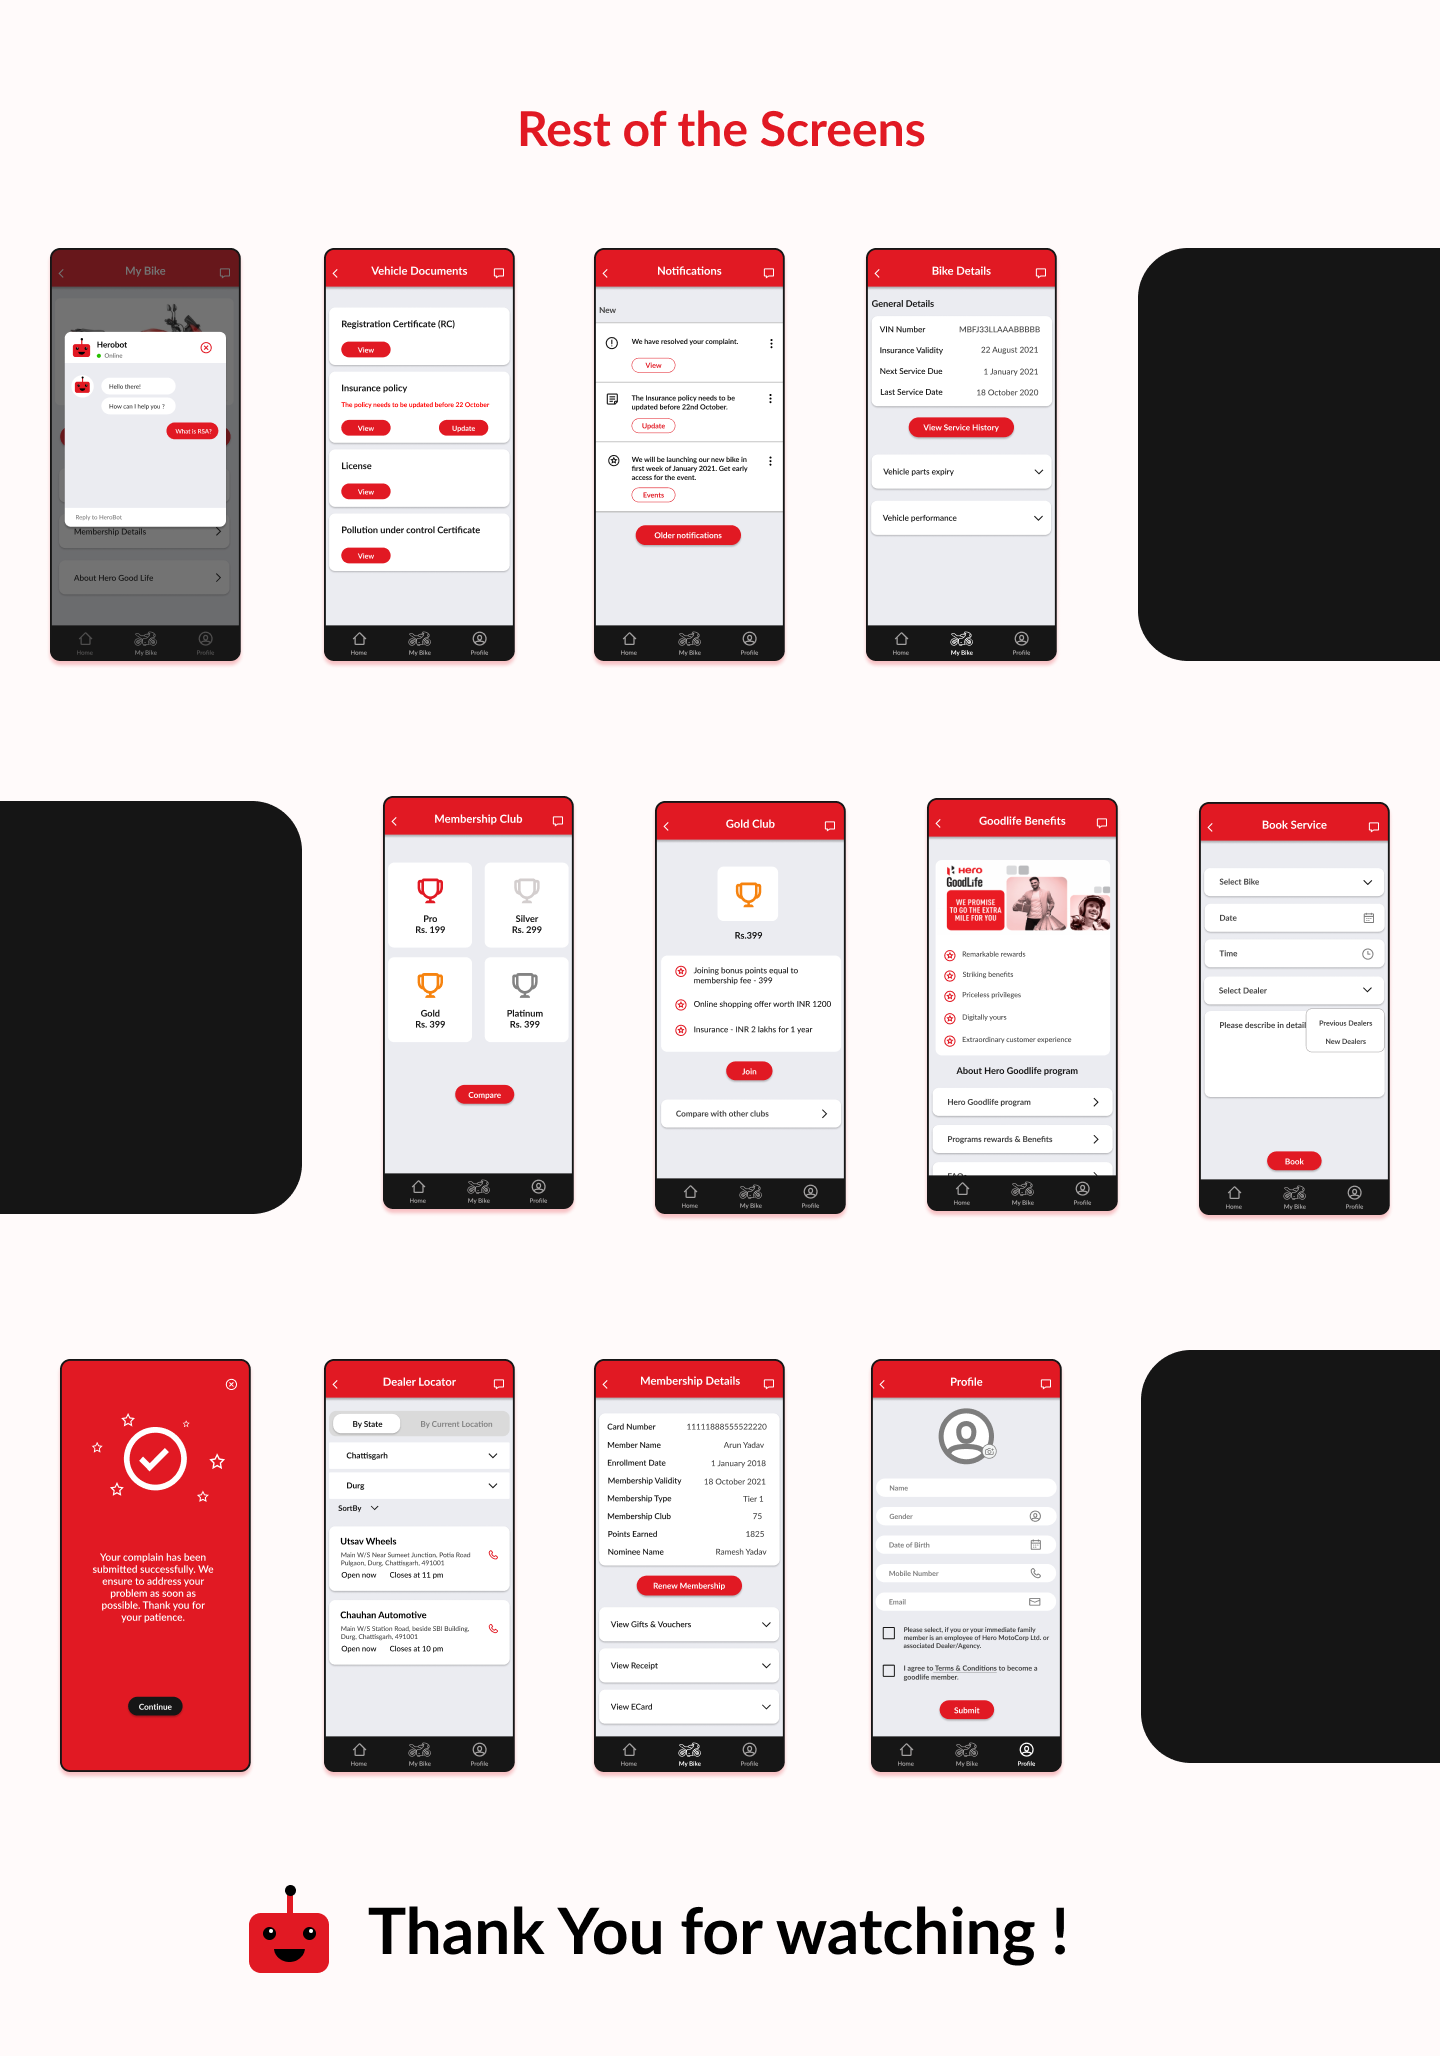 Rest of the Screens
My Bike
Herobot
Online
Hello there!
How can I help you ?
What is RSA?
Reply to HeroBot
Membership Details
About Hero Good Life
Home
My Bike
Profile
Vehicle Documents
Registration Certificate (RC)
View
Insurance policy
The policy needs to be updated before 22 October
View
Update
License
View
Pollution under control Certificate
View
Home
My Bike
Profile
Notifications
New
We have resolved your complaint.
View
The Insurance policy needs to be
updated before 22nd October.
Update
We will be launching our new bike in
first week of January 2021. Get early
access for the event.
Events
Older notifications
Home
My Bike
Profile
Bike Details
General Details
VIN Number MBFJ33LLAAABBBBB
Insurance Validity 22 August 2021
Next Service Due 1 January 2021
Last Service Date 18 October 2020
View Service History
Vehicle parts expiry
Vehicle performance
Home
My Bike
Profile
Membership Club
Pro
Rs. 199
Silver
Rs. 299
Gold
Rs. 399
Platinum
Rs. 399
Compare
Home
My Bike
Profile
Gold Club
Rs.399
Joining bonus points equal to
membership fee - 399
Online shopping offer worth INR 1200
Insurance - INR 2 lakhs for 1 year
Join
Compare with other clubs
Home
My Bike
Profile
Goodlife Benefits
Hero
GoodLife
WE PROMISE
TO GO THE EXTRA
MILE FOR YOU
Remarkable rewards
Striking benefits
Priceless privileges
Digitally yours
Extraordinary customer experience
About Hero Goodlife program
Hero Goodlife program
Programs rewards & Benefits
Home
My Bike
Profile
Book Service
Select Bike
Date
Time
Select Dealer
Please describe in detail
Previous Dealers
New Dealers
Book
Home
My Bike
Profile
Your complain has been
submitted successfully. We
ensure to address your
problem as soon as
possible. Thank you for
your patience.
Continue
Dealer Locator
By State
By Current Location
Chattisgarh
Durg
SortBy
Utsav Wheels
Main W/S Near Sumeet Junction, Potia Road
Pulgaon, Durg, Chattisgarh, 491001
Open now Closes at 11 pm
Chauhan Automotive
Main W/S Station Road, beside SBI Building,
Durg, Chattisgarh, 491001
Open now Closes at 10 pm
Home
My Bike
Profile
Membership Details
Card Number 11111888555522220
Member Name Arun Yadav
Enrollment Date 1 January 2018
Membership Validity 18 October 2021
Membership Type Tier 1
Membership Club 75
Points Earned 1825
Nominee Name Ramesh Yadav
Renew Membership
View Gifts & Vouchers
View Receipt
View ECard
Home
My Bike
Profile
Profile
Name
Gender
Date of Birth
Mobile Number
Email
Please select, if you or your immediate family
member is an employee of Hero MotoCorp Ltd. or
associated Dealer/Agency.
I agree to Terms & Conditions to become a
goodlife member.
Submit
Home
My Bike
Profile
Thank You for watching !